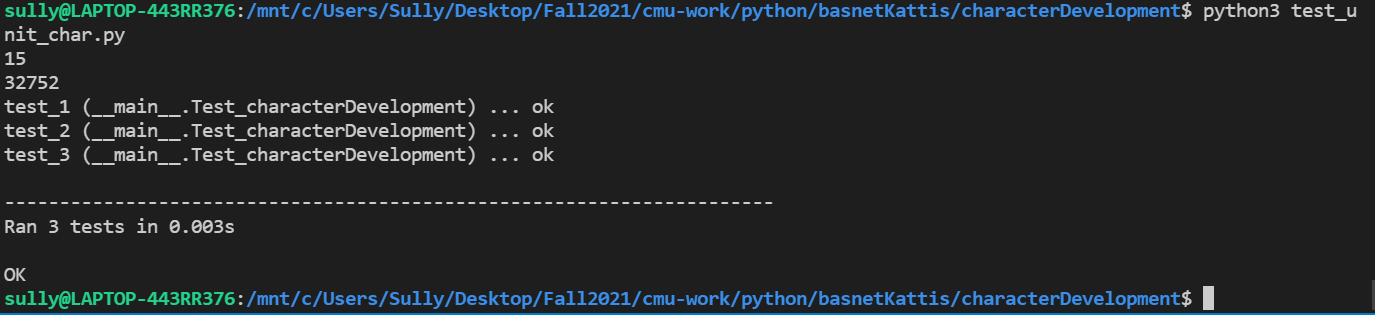 sully@LAPTOP-443RR376:/mnt/c/Users/Sully/Desktop/Fall2021/cmu-work/python/basnetKattis/characterDevelopment$ python3 test_u
nit_char.py
15
32752
test_1 (__main__.Test_characterDevelopment) ... ok
test_2 (__main__.Test_characterDevelopment) ... ok
test_3 (__main__.Test_characterDevelopment) ... ok
----------------------------------------------------------------------
Ran 3 tests in 0.003s
OK
sully@LAPTOP-443RR376:/mnt/c/Users/Sully/Desktop/Fall2021/cmu-work/python/basnetKattis/characterDevelopment$